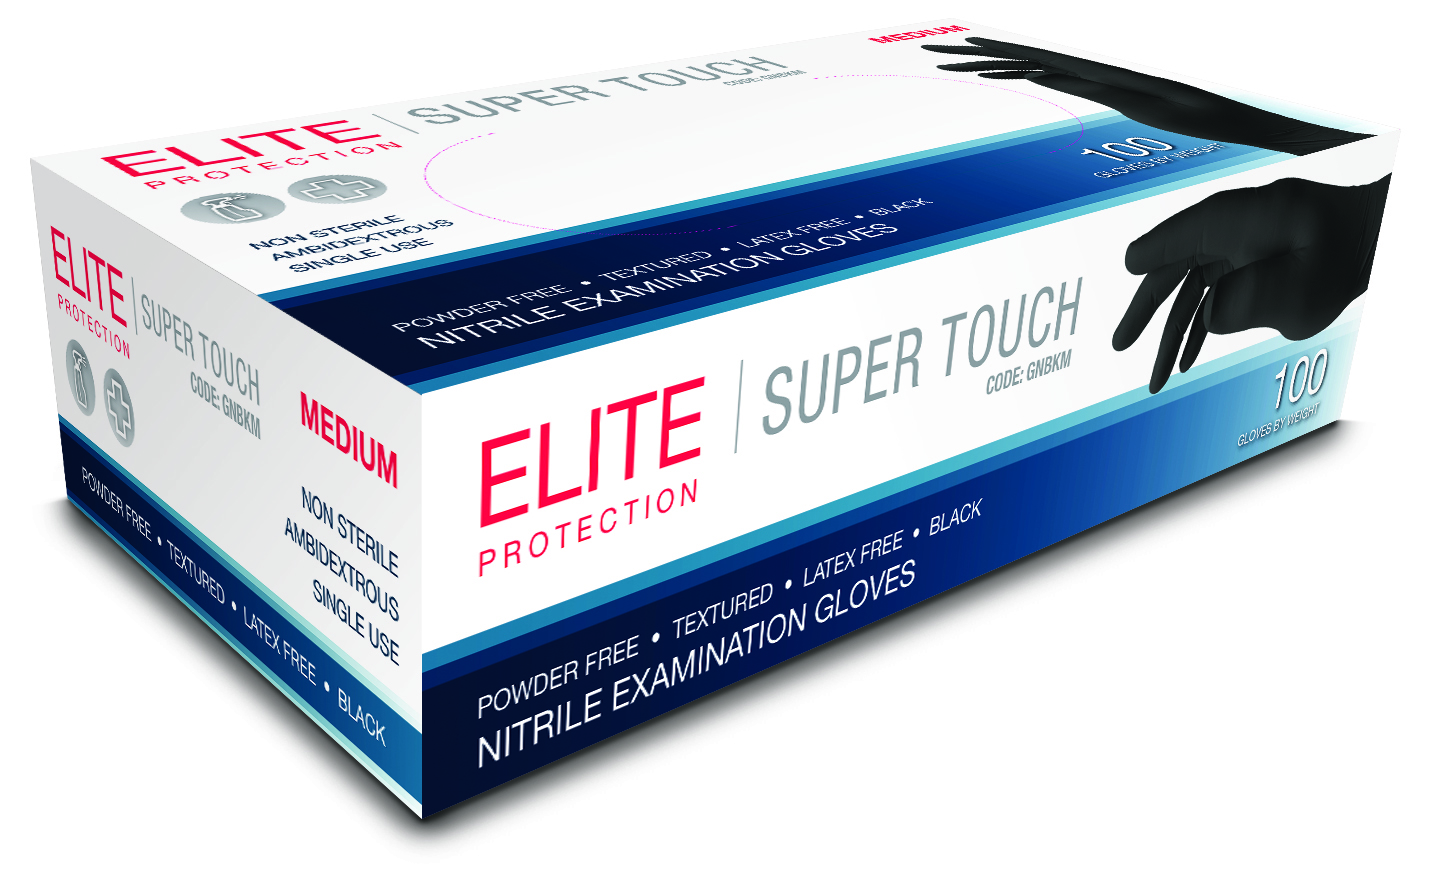 MEDIUM
ELITE
PROTECTION
SUPER TOUCH
CODE: GNBKM
NON STERILE
AMBIDEXTROUS
SINGLE USE
100
GLOVES BY WEIGHT
POWDER FREE • TEXTURED • LATEX FREE • BLACK
NITRILE EXAMINATION GLOVES
ELITE
PROTECTION
SUPER TOUCH
CODE: GNBKM
MEDIUM
NON STERILE
AMBIDEXTROUS
SINGLE USE
POWDER FREE • TEXTURED • LATEX FREE • BLACK
ELITE
PROTECTION
SUPER TOUCH
CODE: GNBKM
100
GLOVES BY WEIGHT
POWDER FREE • TEXTURED • LATEX FREE • BLACK
NITRILE EXAMINATION GLOVES